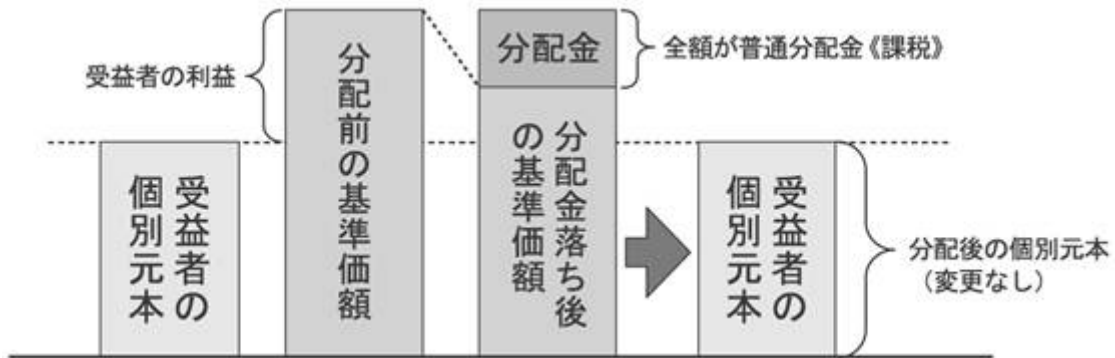 受益者の利益
受益者の
個別元本
分配前の基準価額
分配金
全額が普通分配金《課税》
分配金落ち後
の基準価額
受益者の
個別元本
分配後の個別元本
（変更なし）